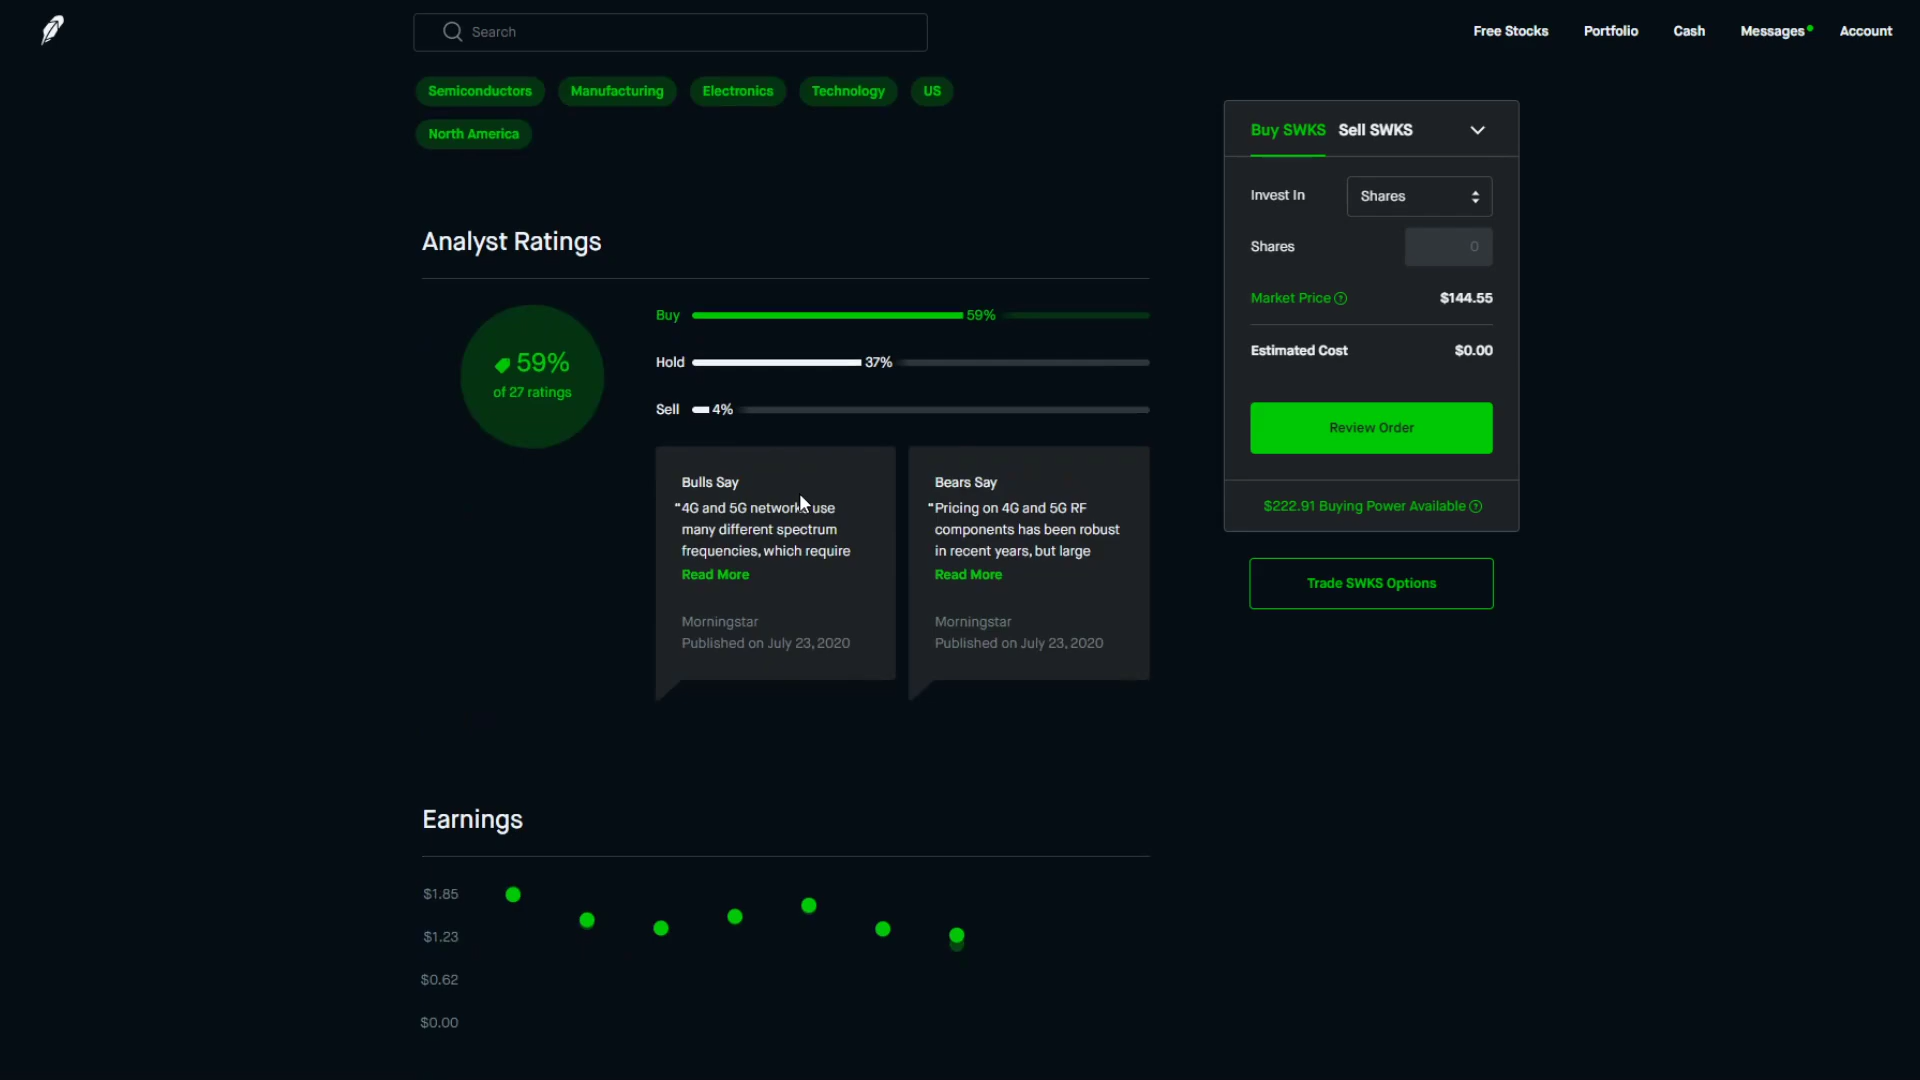 Search
Free Stocks
Portfolio
Cash
Messages
Account
Semiconductors
Manufacturing
Electronics
Technology
US
North America
Analyst Ratings
59%
of 27 ratings
Buy 59%
Hold 37%
Sell 4%
Bulls Say
“4G and 5G networks use
many different spectrum
frequencies, which require
Read More
Morningstar
Published on July 23, 2020
Bears Say
“Pricing on 4G and 5G RF
components has been robust
in recent years, but large
Read More
Morningstar
Published on July 23, 2020
Earnings
$1.85
$1.23
$0.62
$0.00
Buy SWKS Sell SWKS
Invest In Shares
Shares 0
Market Price ? $144.55
Estimated Cost $0.00
Review Order
$222.91 Buying Power Available ?
Trade SWKS Options